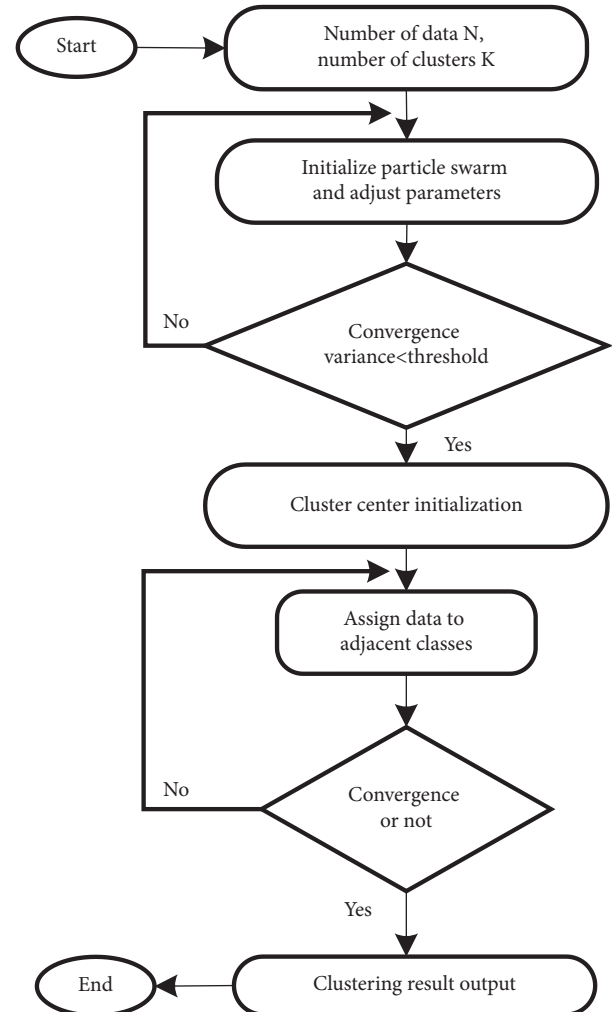 Start
Number of data N,
number of clusters K
Initialize particle swarm
and adjust parameters
No
Convergence
variance<threshold
Yes
Cluster center initialization
Assign data to
adjacent classes
No
Convergence
or not
Yes
End
Clustering result output